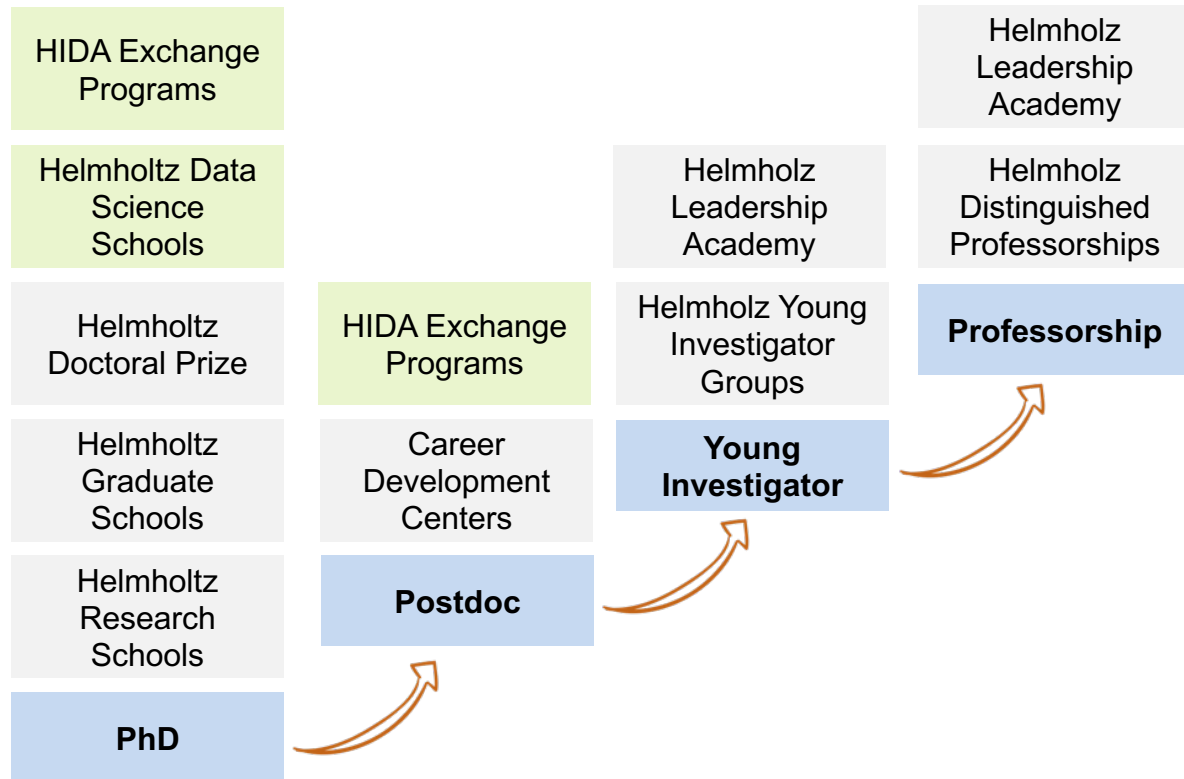 HIDA Exchange
Programs
Helmholtz Data
Science
Schools
Helmholtz
Doctoral Prize
Helmholtz
Graduate
Schools
Helmholtz
Research
Schools
PhD
HIDA Exchange
Programs
Career
Development
Centers
Postdoc
Helmholz
Leadership
Academy
Helmholz Young
Investigator
Groups
Young
Investigator
Helmholz
Leadership
Academy
Helmholz
Distinguished
Professorships
Professorship